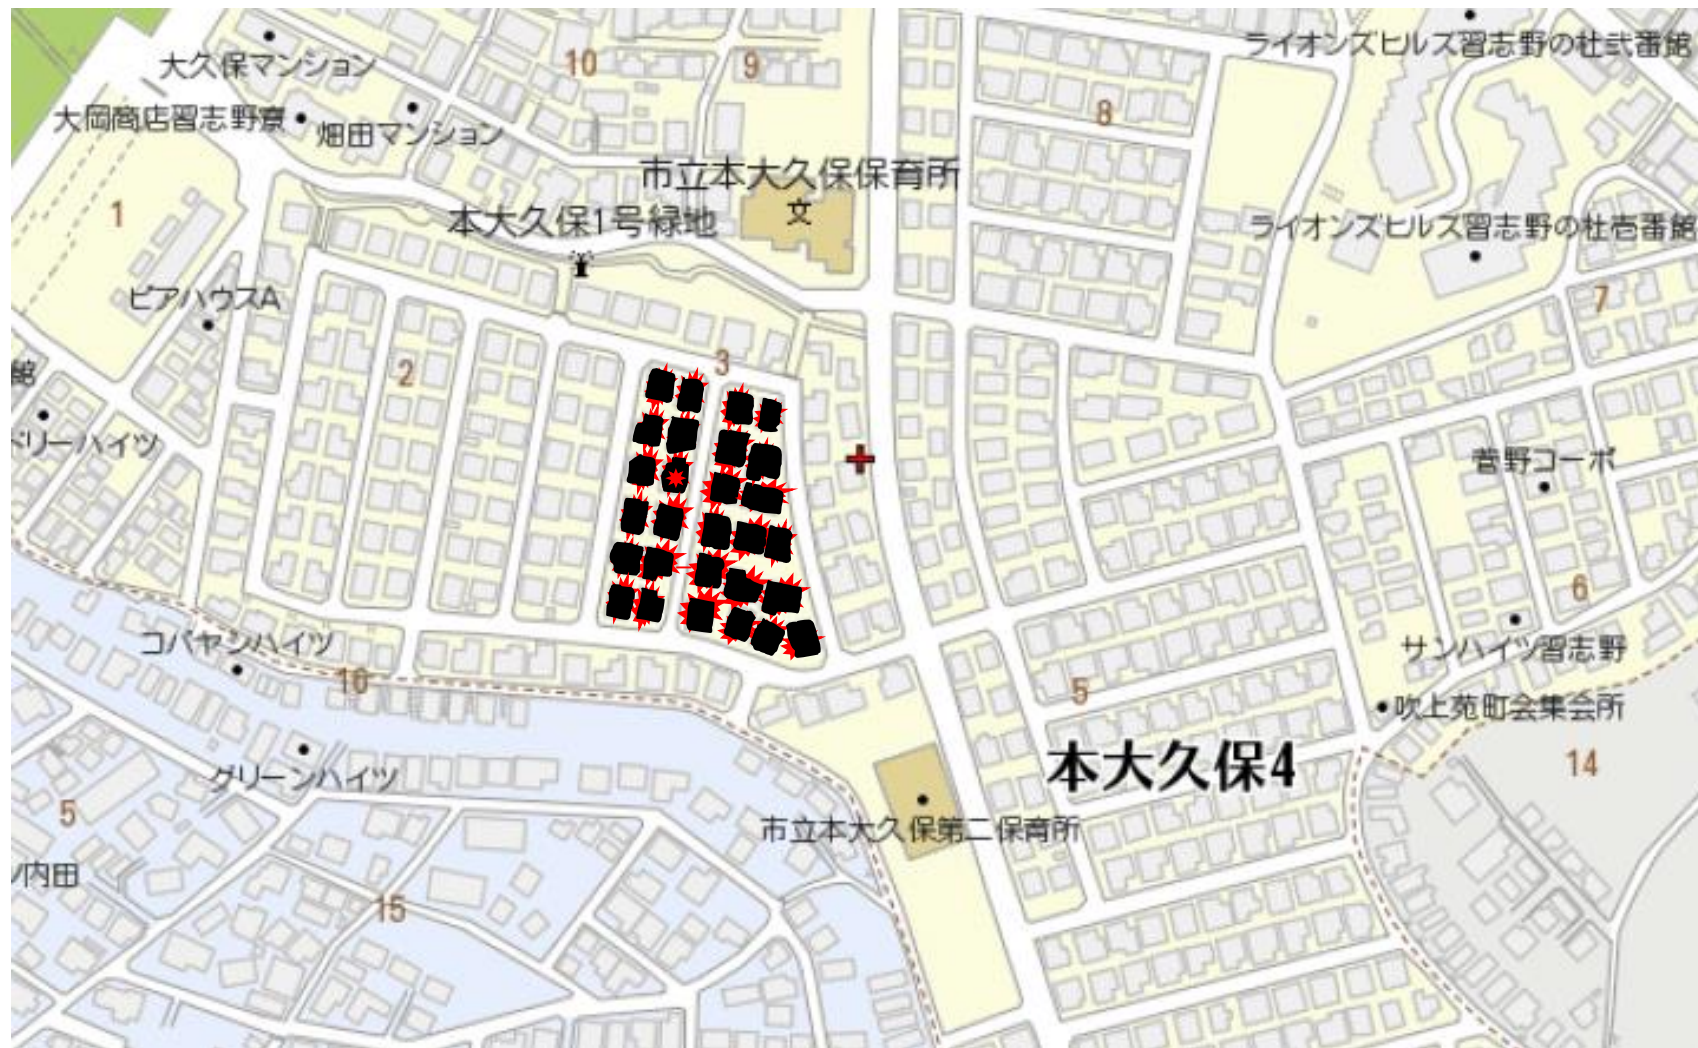 ライオンズヒルズ習志野の杜弐番館
大久保マンション
10
9
大岡商店習志野寮
畑田マンション
8
市立本大久保保育所
文
1
本大久保1号緑地
ライオンズヒルズ習志野の杜壱番館
ピアハウスA
7
館
2
3
ドリーハイツ
菅野コーポ
6
コバヤシハイツ
サンハイツ習志野
16
5
吹上苑町会集会所
グリーンハイツ
本大久保4
14
5
市立本大久保第二保育所
内田
15